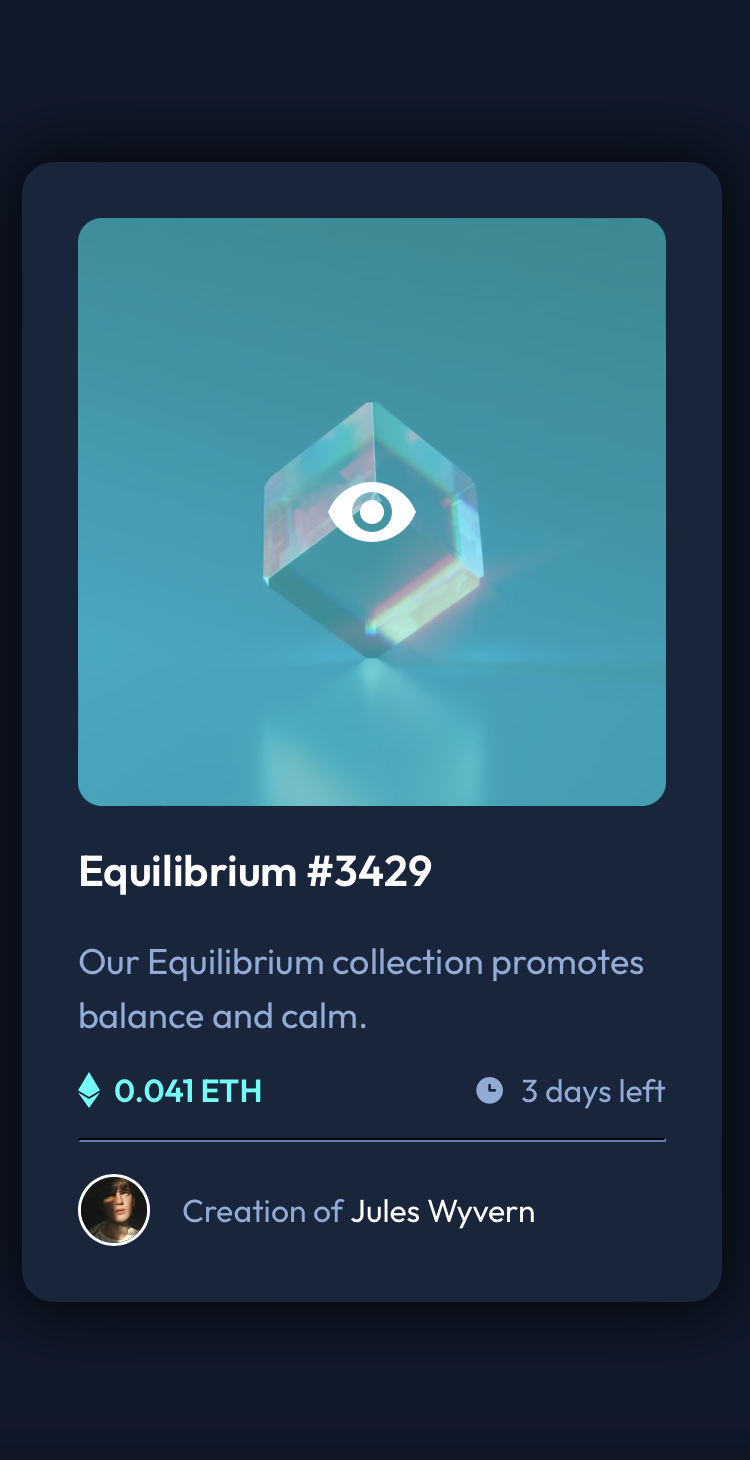 Equilibrium #3429
Our Equilibrium collection promotes
balance and calm.
0.041 ETH
3 days left
Creation of Jules Wyvern